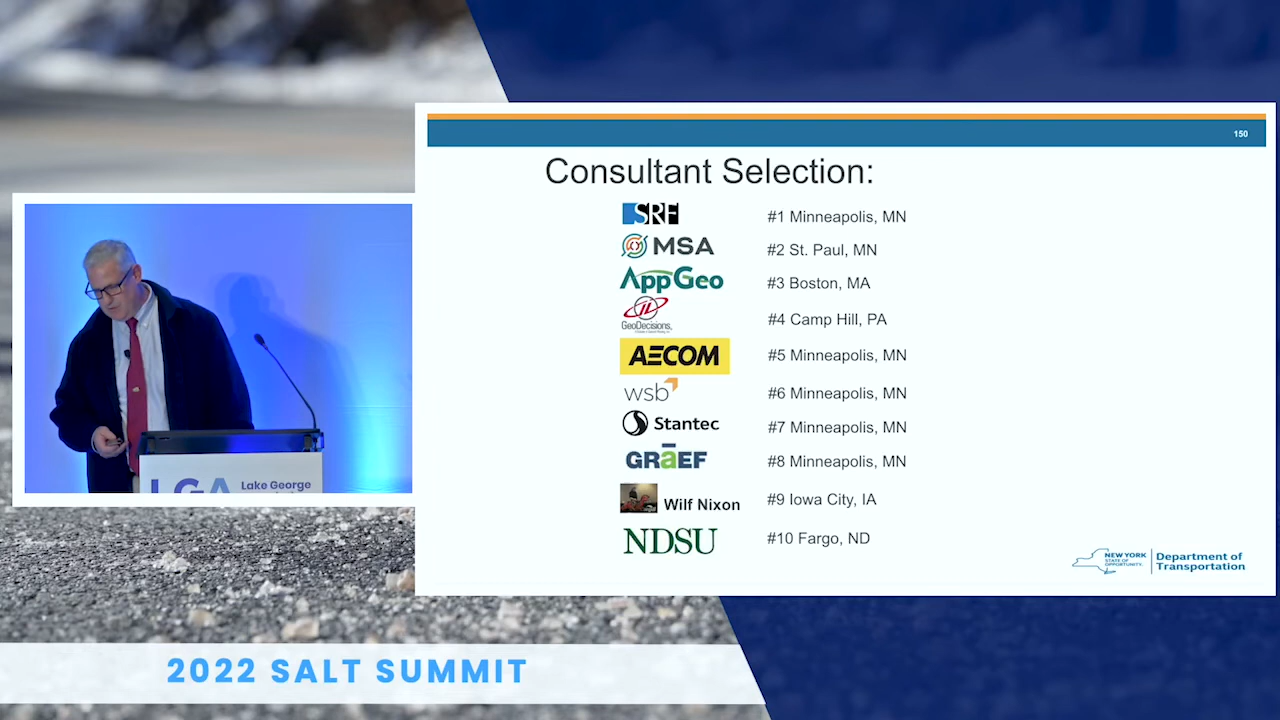 150
Consultant Selection:
SRF
#1 Minneapolis, MN
MSA
#2 St. Paul, MN
AppGeo
#3 Boston, MA
GeoDecisions
#4 Camp Hill, PA
AECOM
#5 Minneapolis, MN
wsb
#6 Minneapolis, MN
Stantec
#7 Minneapolis, MN
GRaEF
#8 Minneapolis, MN
Wilf Nixon
#9 Iowa City, IA
NDSU
#10 Fargo, ND
NEW YORK
STATE OF
OPPORTUNITY.
Department of
Transportation
LGA
Lake George
2022 SALT SUMMIT